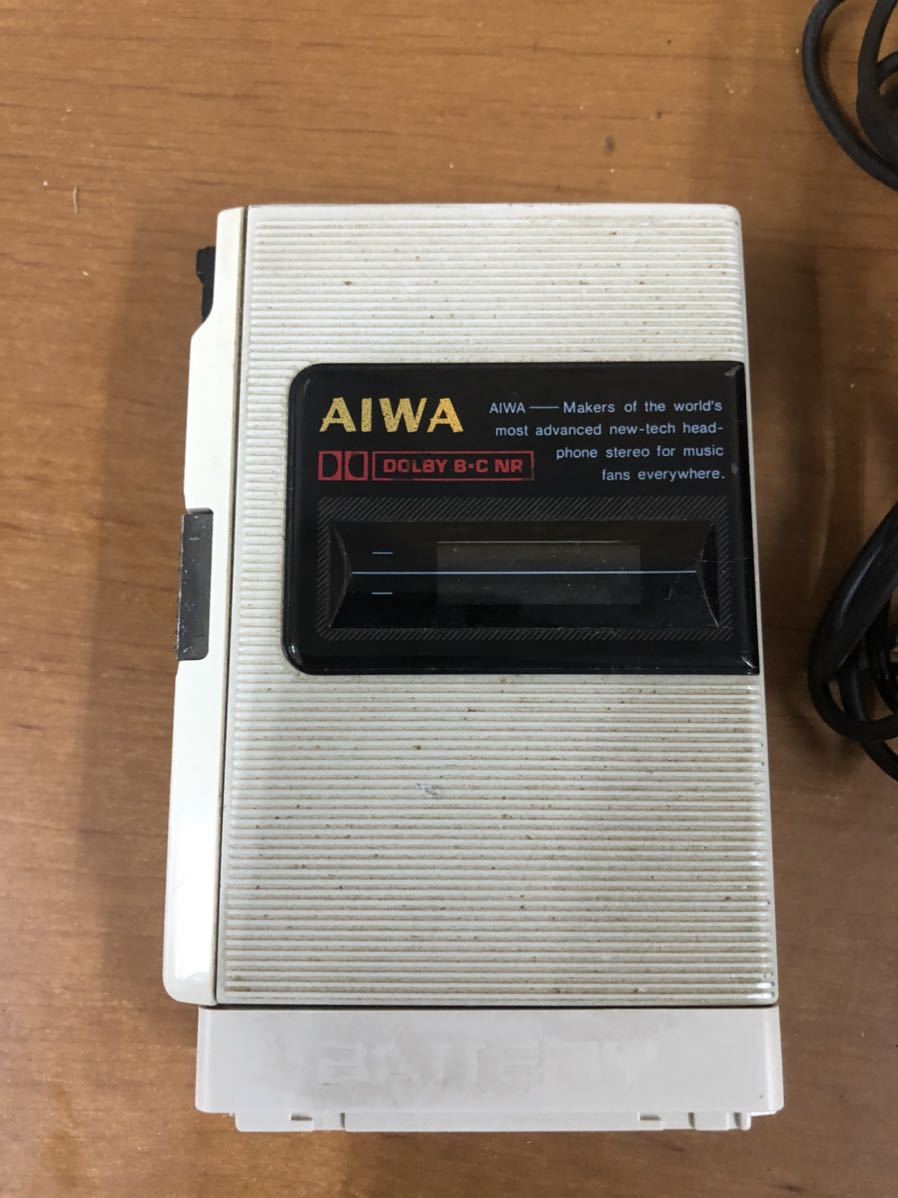 AIWA
AIWA — Makers of the world's
most advanced new-tech head-
phone stereo for music
fans everywhere.
DOLBY B·C NR
BATTERY